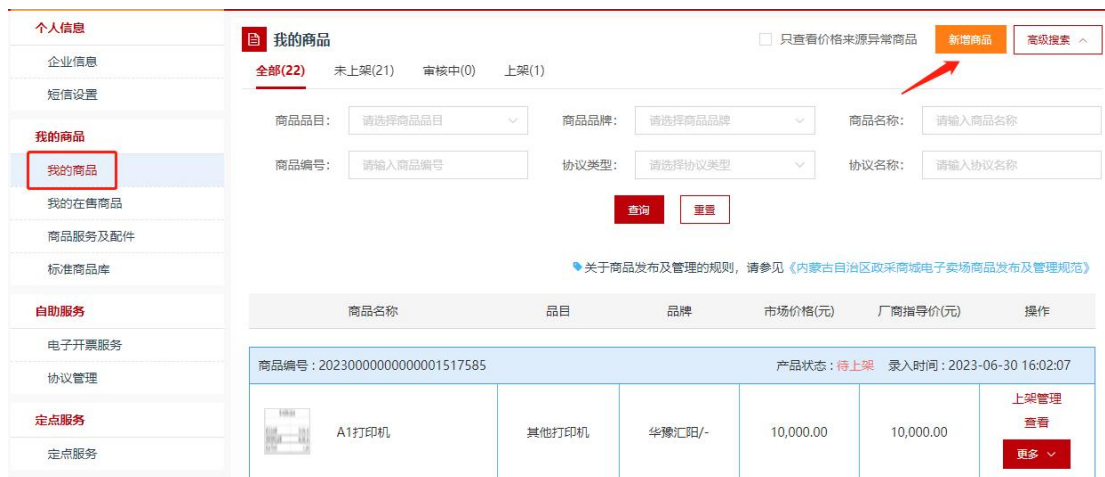 个人信息
企业信息
短信设置
我的商品
我的商品
我的在售商品
商品服务及配件
标准商品库
自助服务
电子开票服务
协议管理
定点服务
定点服务
我的商品 只查看价格来源异常商品 新增商品 高级搜索
全部(22) 未上架(21) 审核中(0) 上架(1)
商品品目: 请选择商品品目 商品品牌: 请选择商品品牌 商品名称: 请输入商品名称
商品编号: 请输入商品编号 协议类型: 请选择协议类型 协议名称: 请输入协议名称
查询 重置
关于商品发布及管理的规则，请参见《内蒙古自治区政采商城电子卖场商品发布及管理规范》
商品名称 品目 品牌 市场价格(元) 厂商指导价(元) 操作
商品编号 : 20230000000000001517585 产品状态 : 待上架 录入时间 : 2023-06-30 16:02:07
A1打印机 其他打印机 华豫汇阳/- 10,000.00 10,000.00 上架管理
查看
更多